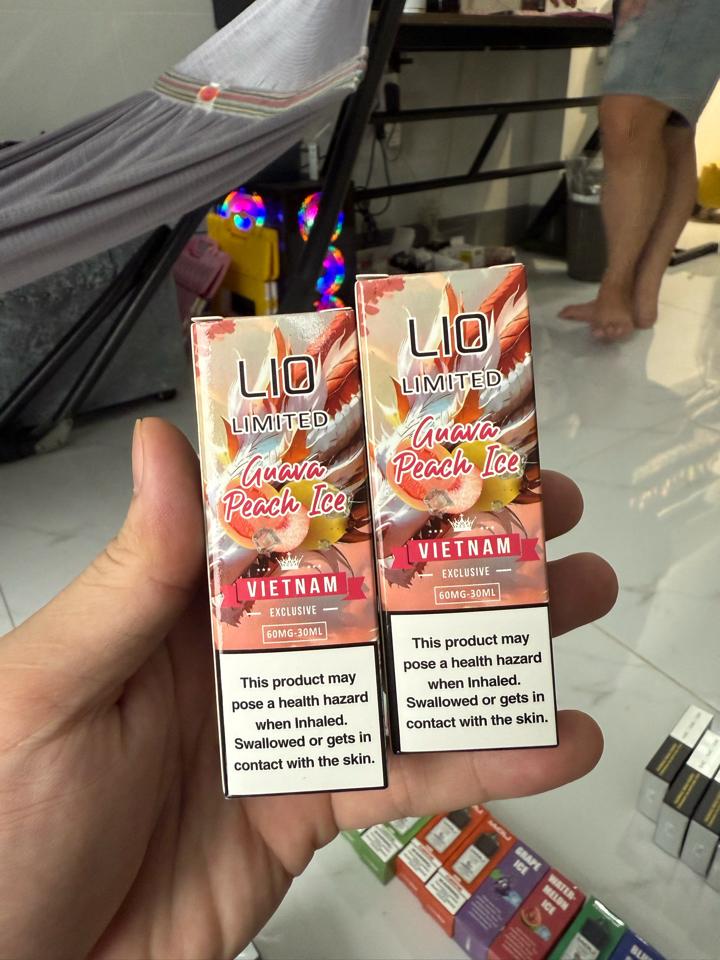 LIO
LIMITED
Guava
Peach Ice
VIETNAM
EXCLUSIVE
60MG-30ML
This product may
pose a health hazard
when Inhaled.
Swallowed or gets in
contact with the skin.
LIO
LIMITED
Guava
Peach Ice
VIETNAM
EXCLUSIVE
60MG-30ML
This product may
pose a health hazard
when Inhaled.
Swallowed or gets in
contact with the skin.
GRAPE
ICE
WATER-
MELON
ICE